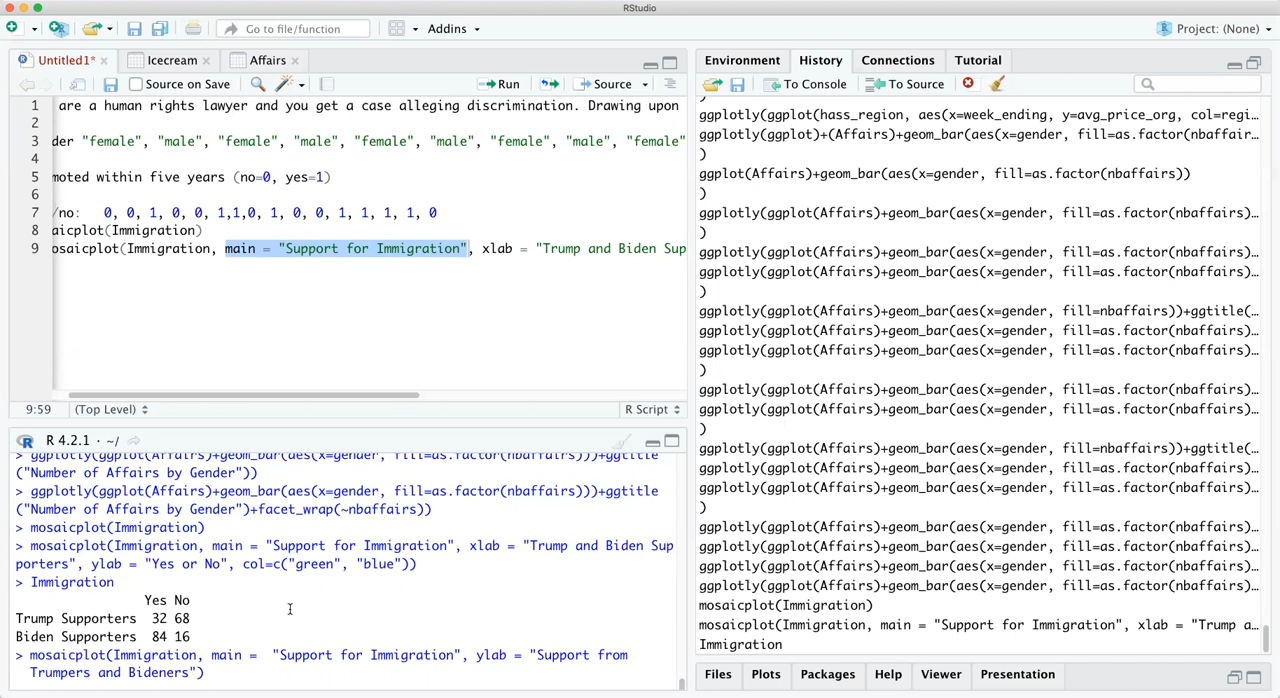 RStudio
Go to file/function
Addins
Project: (None)
Untitled1*
Icecream
Affairs
Source on Save
Run
Source
1 are a human rights lawyer and you get a case alleging discrimination. Drawing upon
2
3 der "female", "male", "female", "male", "female", "male", "female", "male", "female"
4
5 moted within five years (no=0, yes=1)
6
7 /no: 0, 0, 1, 0, 0, 1,1,0, 1, 0, 0, 1, 1, 1, 1, 0
8 aicplot(Immigration)
9 osaicplot(Immigration, main = "Support for Immigration", xlab = "Trump and Biden Sup
9:59
(Top Level)
R Script
R 4.2.1 · ~/
> ggplotly(ggplot(Affairs)+geom_bar(aes(x=gender, fill=as.factor(nbaffairs)))+ggtitle
("Number of Affairs by Gender"))
> ggplotly(ggplot(Affairs)+geom_bar(aes(x=gender, fill=as.factor(nbaffairs)))+ggtitle
("Number of Affairs by Gender")+facet_wrap(~nbaffairs))
> mosaicplot(Immigration)
> mosaicplot(Immigration, main = "Support for Immigration", xlab = "Trump and Biden Sup
porters", ylab = "Yes or No", col=c("green", "blue"))
> Immigration
Yes No
Trump Supporters 32 68
Biden Supporters 84 16
> mosaicplot(Immigration, main =  "Support for Immigration", ylab = "Support from
Trumpers and Bideners")
Environment
History
Connections
Tutorial
To Console
To Source
)
ggplotly(ggplot(hass_region, aes(x=week_ending, y=avg_price_org, col=regi…
ggplotly(ggplot)+(Affairs)+geom_bar(aes(x=gender, fill=as.factor(nbaffair…
)
ggplot(Affairs)+geom_bar(aes(x=gender, fill=as.factor(nbaffairs))
)
ggplotly(ggplot(Affairs)+geom_bar(aes(x=gender, fill=as.factor(nbaffairs)…
)
ggplotly(ggplot(Affairs)+geom_bar(aes(x=gender, fill=as.factor(nbaffairs)…
ggplotly(ggplot(Affairs)+geom_bar(aes(x=gender, fill=as.factor(nbaffairs)…
)
ggplotly(ggplot(Affairs)+geom_bar(aes(x=gender, fill=nbaffairs))+ggtitle(…
ggplotly(ggplot(Affairs)+geom_bar(aes(x=gender, fill=as.factor(nbaffairs)…
ggplotly(ggplot(Affairs)+geom_bar(aes(x=gender, fill=as.factor(nbaffairs)…
)
ggplotly(ggplot(Affairs)+geom_bar(aes(x=gender, fill=as.factor(nbaffairs)…
ggplotly(ggplot(Affairs)+geom_bar(aes(x=gender, fill=as.factor(nbaffairs)…
)
ggplotly(ggplot(Affairs)+geom_bar(aes(x=gender, fill=nbaffairs))+ggtitle(…
ggplotly(ggplot(Affairs)+geom_bar(aes(x=gender, fill=as.factor(nbaffairs)…
ggplotly(ggplot(Affairs)+geom_bar(aes(x=gender, fill=as.factor(nbaffairs)…
)
ggplotly(ggplot(Affairs)+geom_bar(aes(x=gender, fill=as.factor(nbaffairs)…
ggplotly(ggplot(Affairs)+geom_bar(aes(x=gender, fill=as.factor(nbaffairs)…
ggplotly(ggplot(Affairs)+geom_bar(aes(x=gender, fill=as.factor(nbaffairs)…
ggplotly(ggplot(Affairs)+geom_bar(aes(x=gender, fill=as.factor(nbaffairs)…
mosaicplot(Immigration)
mosaicplot(Immigration, main = "Support for Immigration", xlab = "Trump a…
Immigration
Files
Plots
Packages
Help
Viewer
Presentation